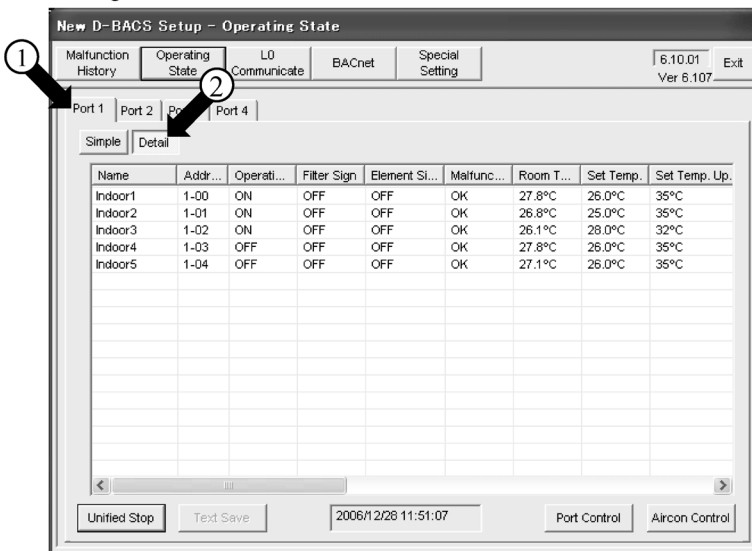 New D-BACS Setup - Operating State
Malfunction History
Operating State
L0 Communicate
BACnet
Special Setting
6.10.01
Ver 6.107
Exit
1
2
Port 1 Port 2 Port 4
Simple Detail
Name Addr... Operati... Filter Sign Element Si... Malfunc... Room T... Set Temp. Set Temp. Up.
Indoor1 1-00 ON OFF OFF OK 27.8°C 26.0°C 35°C
Indoor2 1-01 ON OFF OFF OK 26.8°C 25.0°C 35°C
Indoor3 1-02 ON OFF OFF OK 26.1°C 28.0°C 32°C
Indoor4 1-03 OFF OFF OFF OK 27.8°C 26.0°C 35°C
Indoor5 1-04 OFF OFF OFF OK 27.1°C 26.0°C 35°C
Unified Stop Text Save 2006/12/28 11:51:07 Port Control Aircon Control